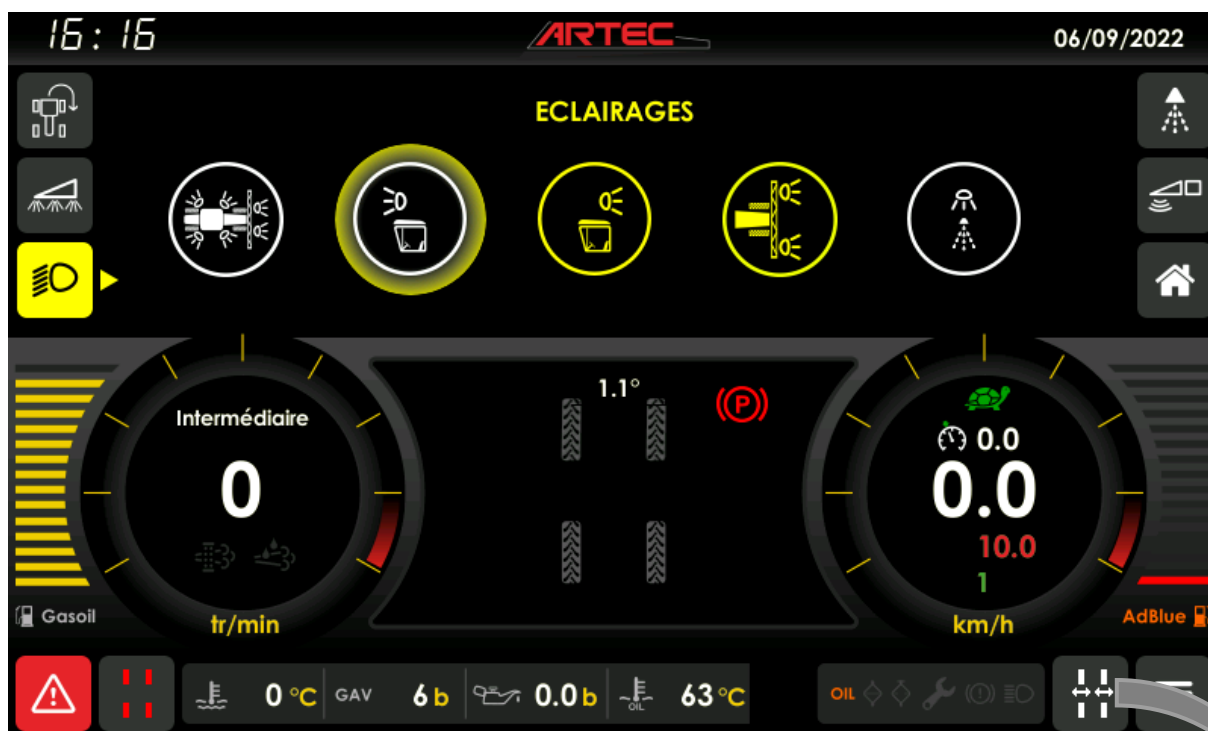 16:16
ARTEC
06/09/2022
ECLAIRAGES
Intermédiaire
0
tr/min
1.1°
P
0.0
0.0
10.0
1
km/h
Gasoil
AdBlue
0 °C
GAV 6 b
0.0 b
OIL 63 °C
OIL